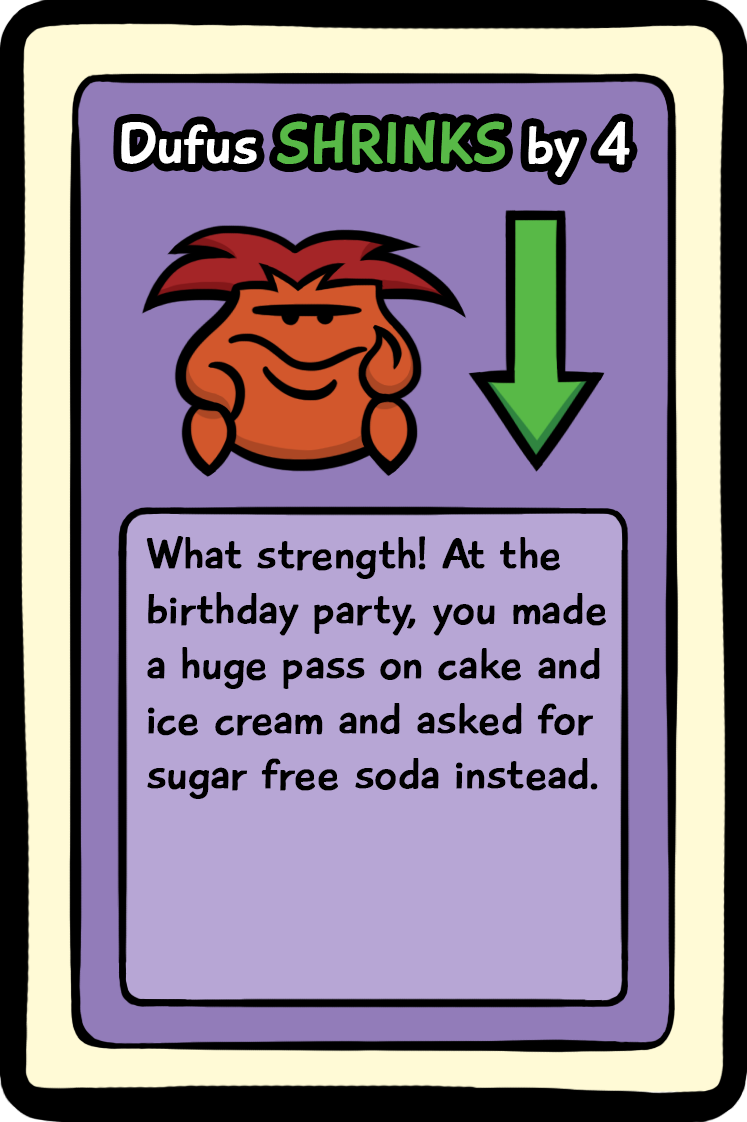 Dufus SHRINKS by 4
What strength! At the
birthday party, you made
a huge pass on cake and
ice cream and asked for
sugar free soda instead.